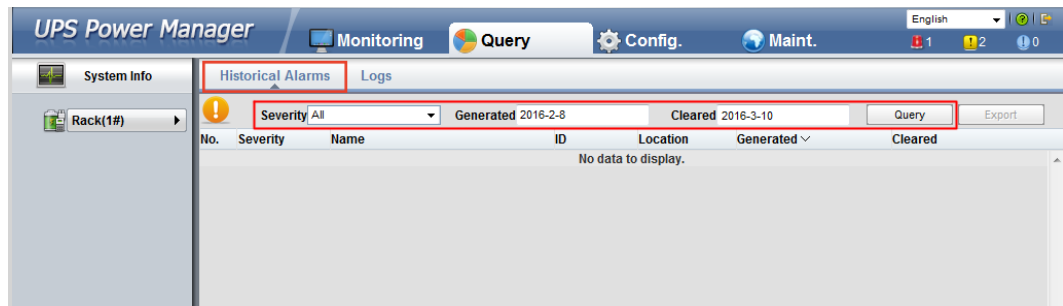 UPS Power Manager
English
Monitoring Query Config. Maint.
1 2 0
System Info Historical Alarms Logs
Rack(1#)
Severity All Generated 2016-2-8 Cleared 2016-3-10 Query Export
No. Severity Name ID Location Generated Cleared
No data to display.